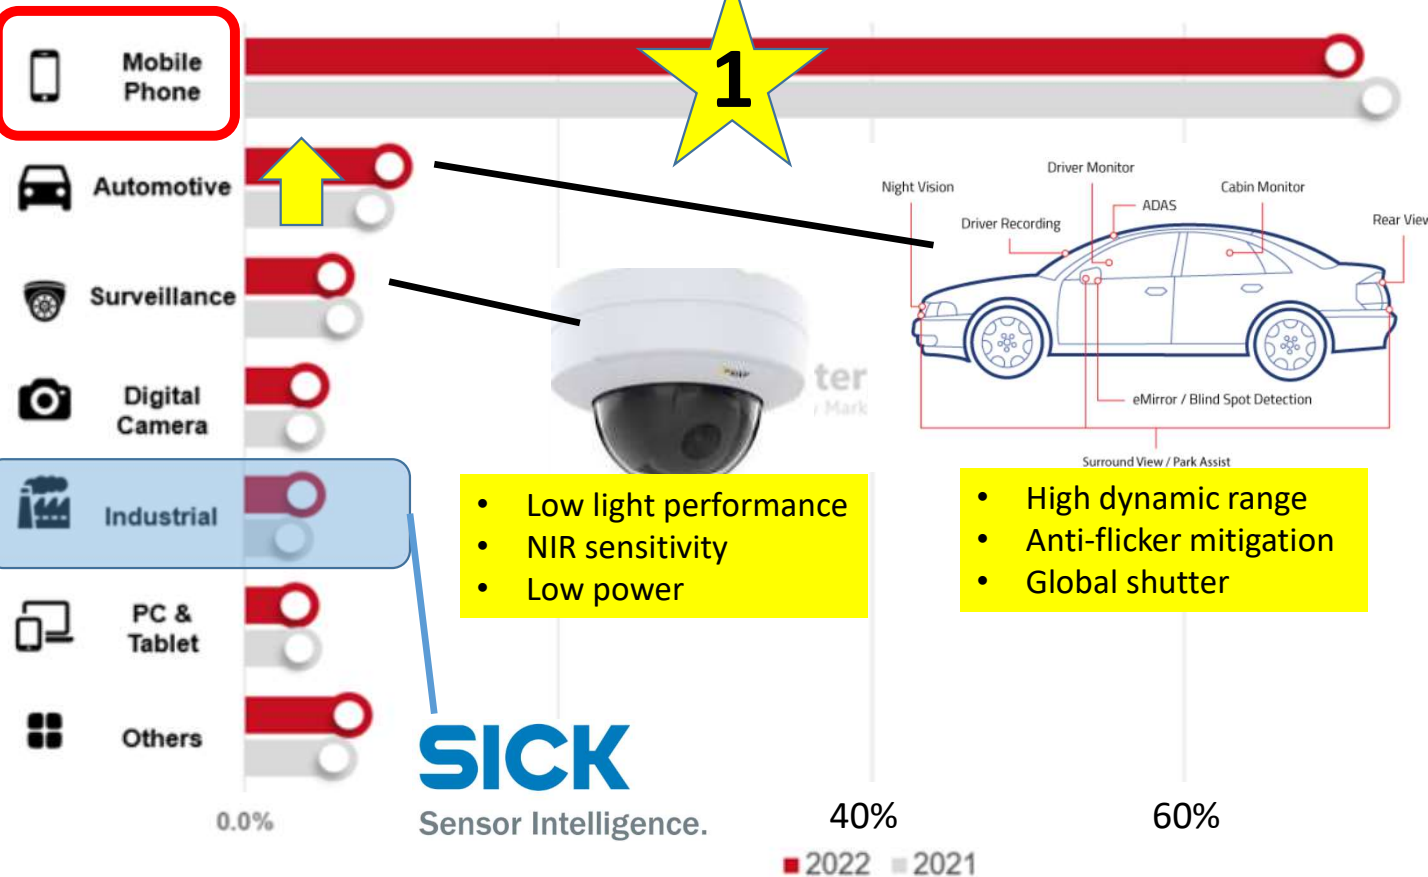 Mobile
Phone
1
Automotive
Surveillance
Digital
Camera
Industrial
PC &
Tablet
Others
Night Vision
Driver Monitor
Driver Recording
ADAS
Cabin Monitor
Rear View
eMirror / Blind Spot Detection
Surround View / Park Assist
ter
Mark
• Low light performance
• NIR sensitivity
• Low power
• High dynamic range
• Anti-flicker mitigation
• Global shutter
SICK
Sensor Intelligence.
0.0%
40%
60%
2022
2021